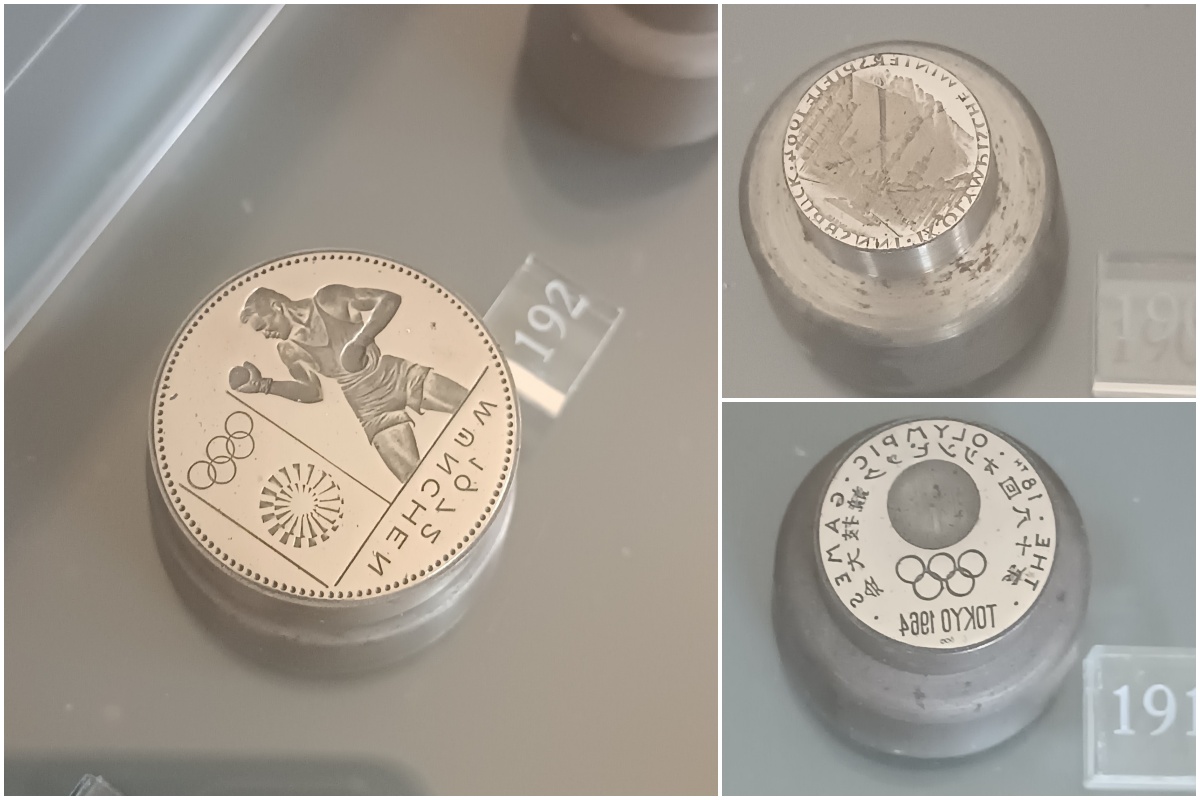 192
MÜNCHEN
1972
IX. OLYMPISCHE WINTERSPIELE 1964 · INNSBRUCK ·
190
THE · 18TH · OLYMPIC · GAMES ·
第十八回オリンピック競技大会
TOKYO 1964
191